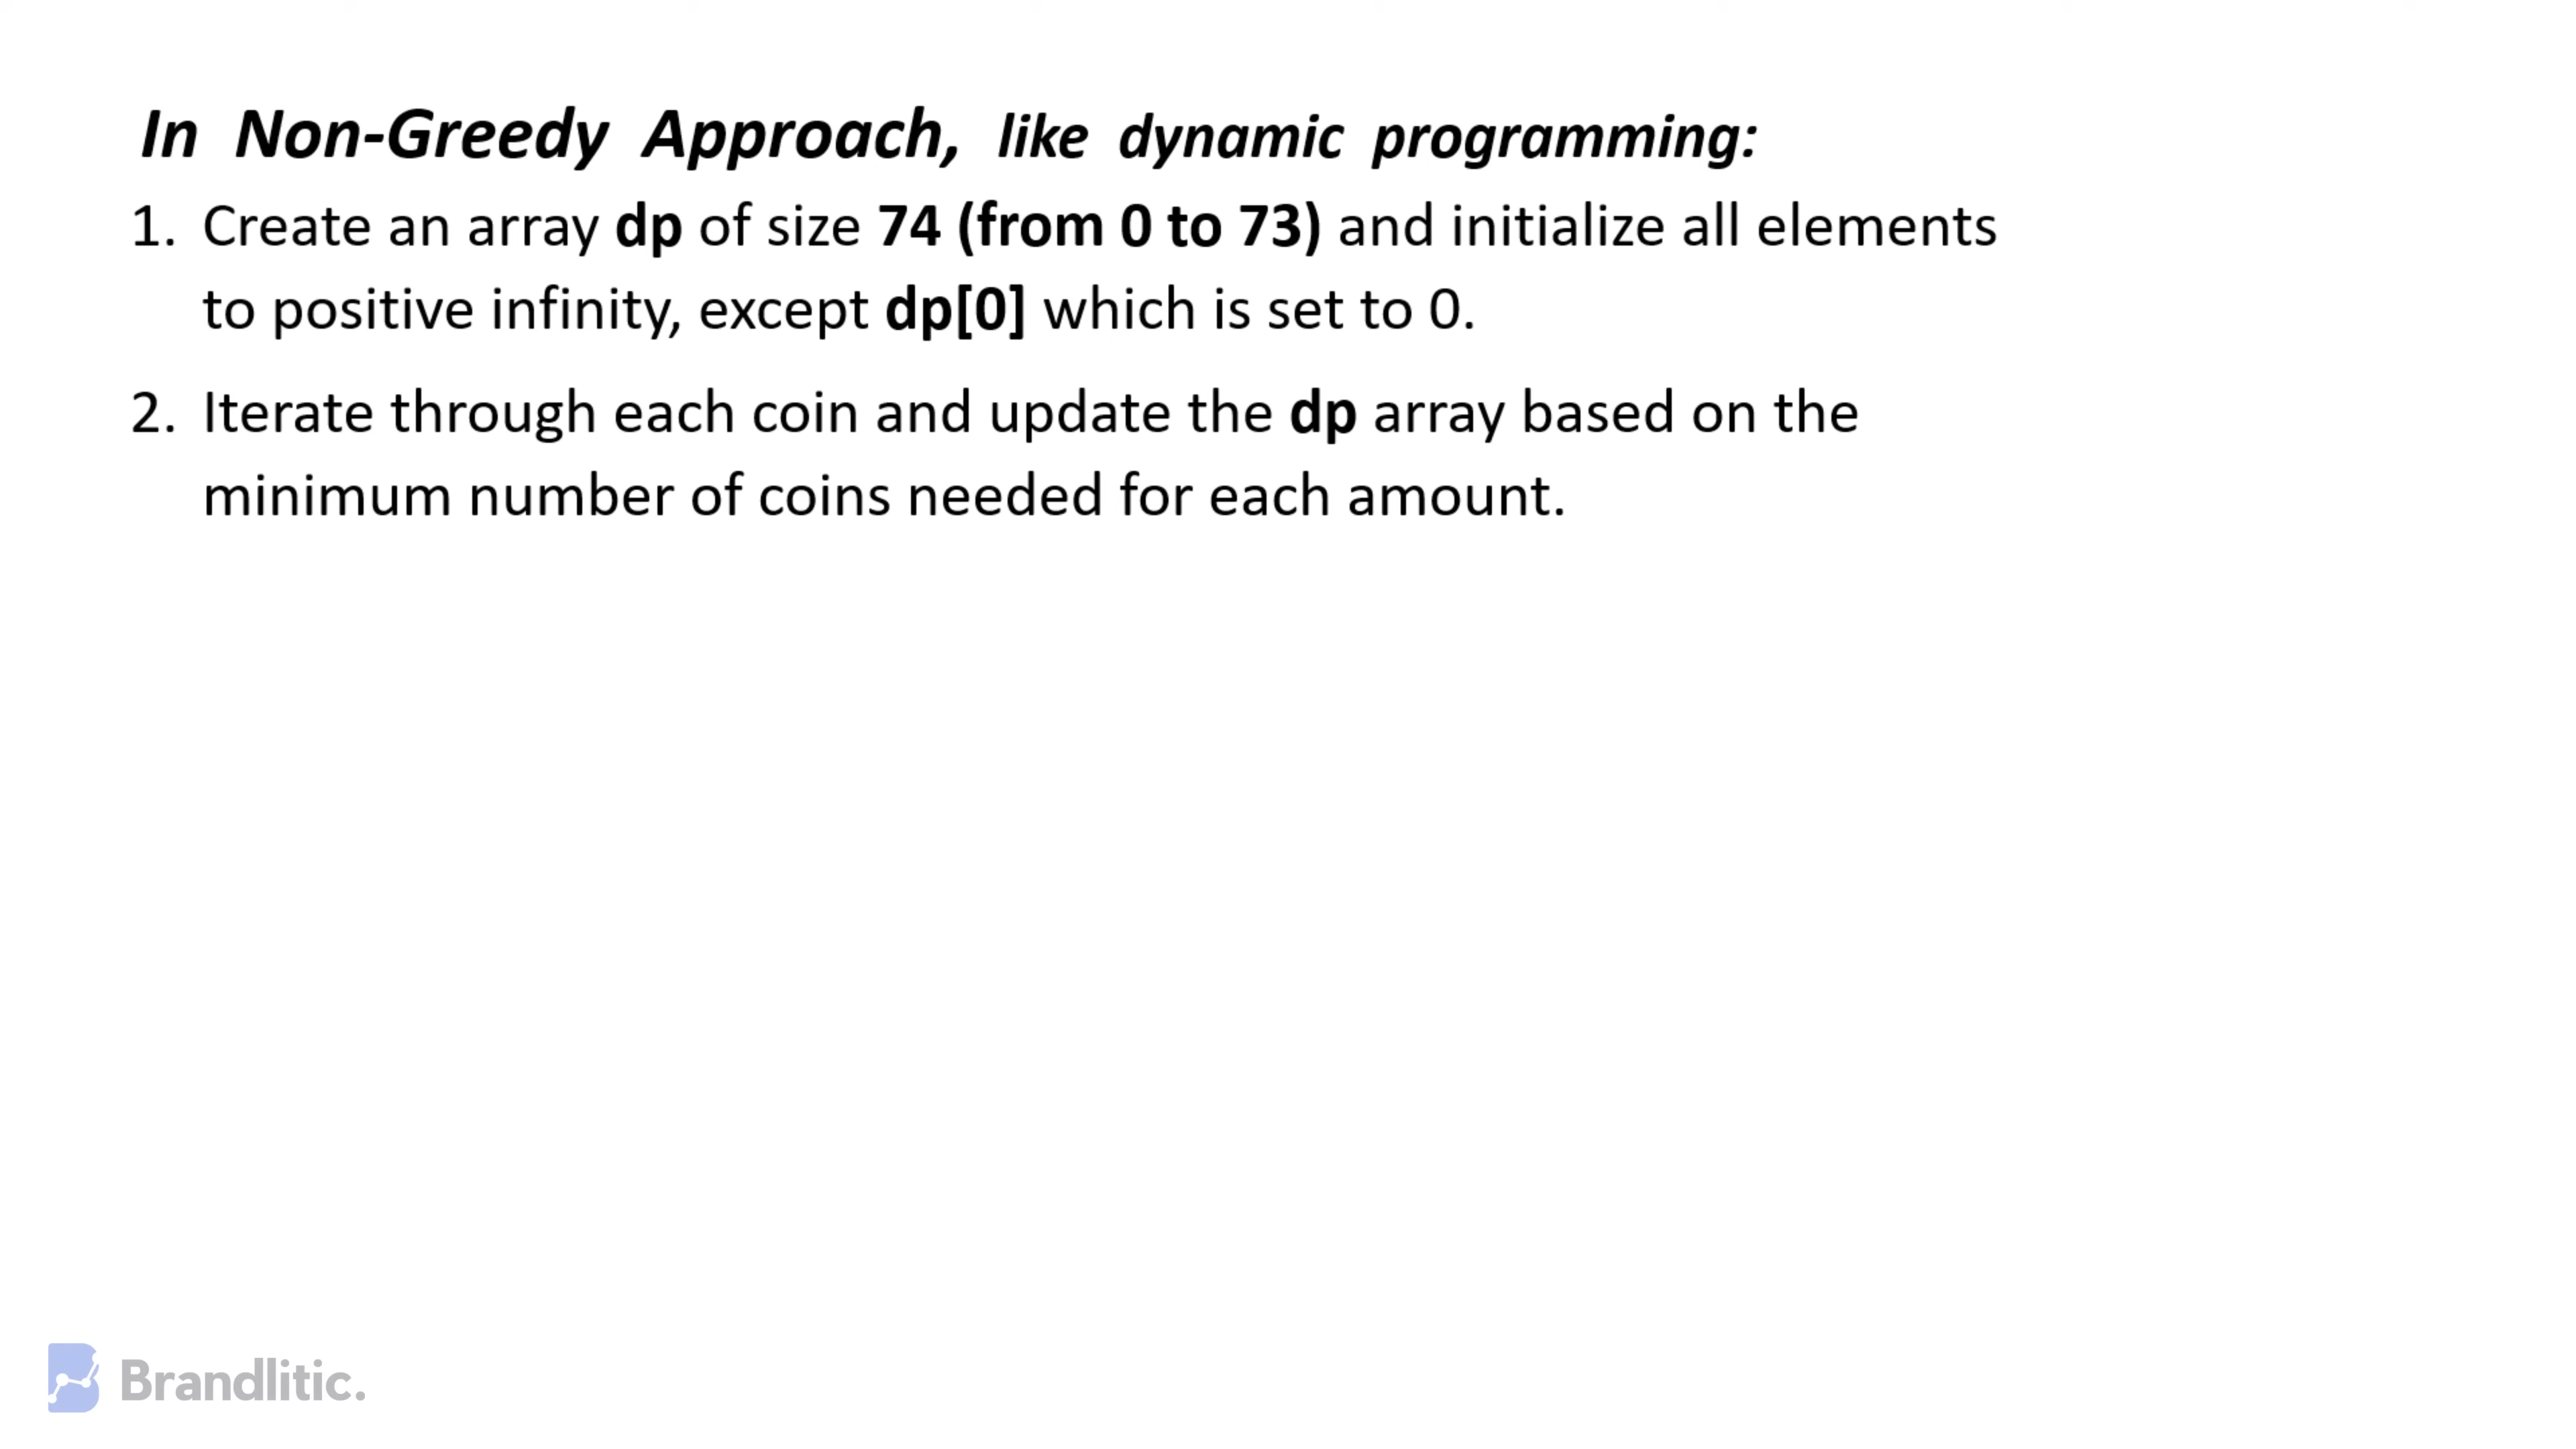 In Non-Greedy Approach, like dynamic programming:
1. Create an array dp of size 74 (from 0 to 73) and initialize all elements
to positive infinity, except dp[0] which is set to 0.
2. Iterate through each coin and update the dp array based on the
minimum number of coins needed for each amount.
Brandlitic.